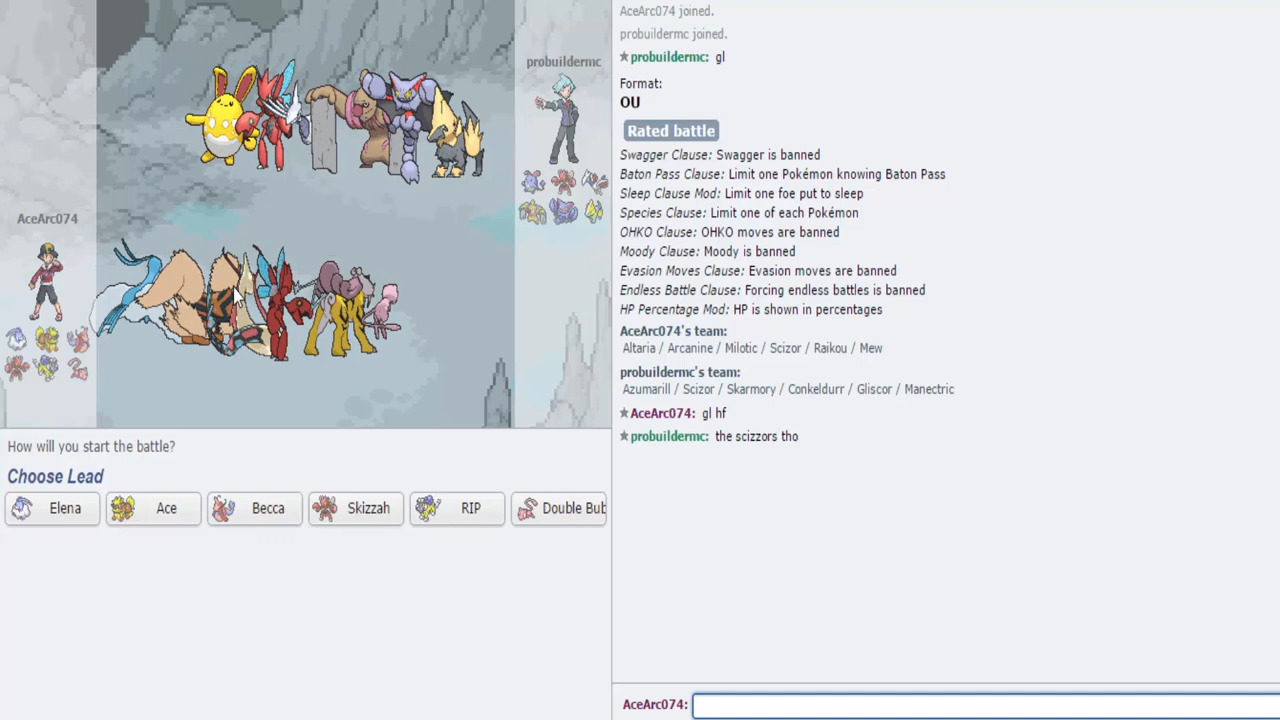 AceArc074 joined.
probuildermc joined.
★probuildermc: gl
Format:
OU
Rated battle
Swagger Clause: Swagger is banned
Baton Pass Clause: Limit one Pokémon knowing Baton Pass
Sleep Clause Mod: Limit one foe put to sleep
Species Clause: Limit one of each Pokémon
OHKO Clause: OHKO moves are banned
Moody Clause: Moody is banned
Evasion Moves Clause: Evasion moves are banned
Endless Battle Clause: Forcing endless battles is banned
HP Percentage Mod: HP is shown in percentages
AceArc074's team:
Altaria / Arcanine / Milotic / Scizor / Raikou / Mew
probuildermc's team:
Azumarill / Scizor / Skarmory / Conkeldurr / Gliscor / Manectric
★AceArc074: gl hf
★probuildermc: the scizzors tho
probuildermc
AceArc074
How will you start the battle?
Choose Lead
Elena Ace Becca Skizzah RIP Double Bub
AceArc074: